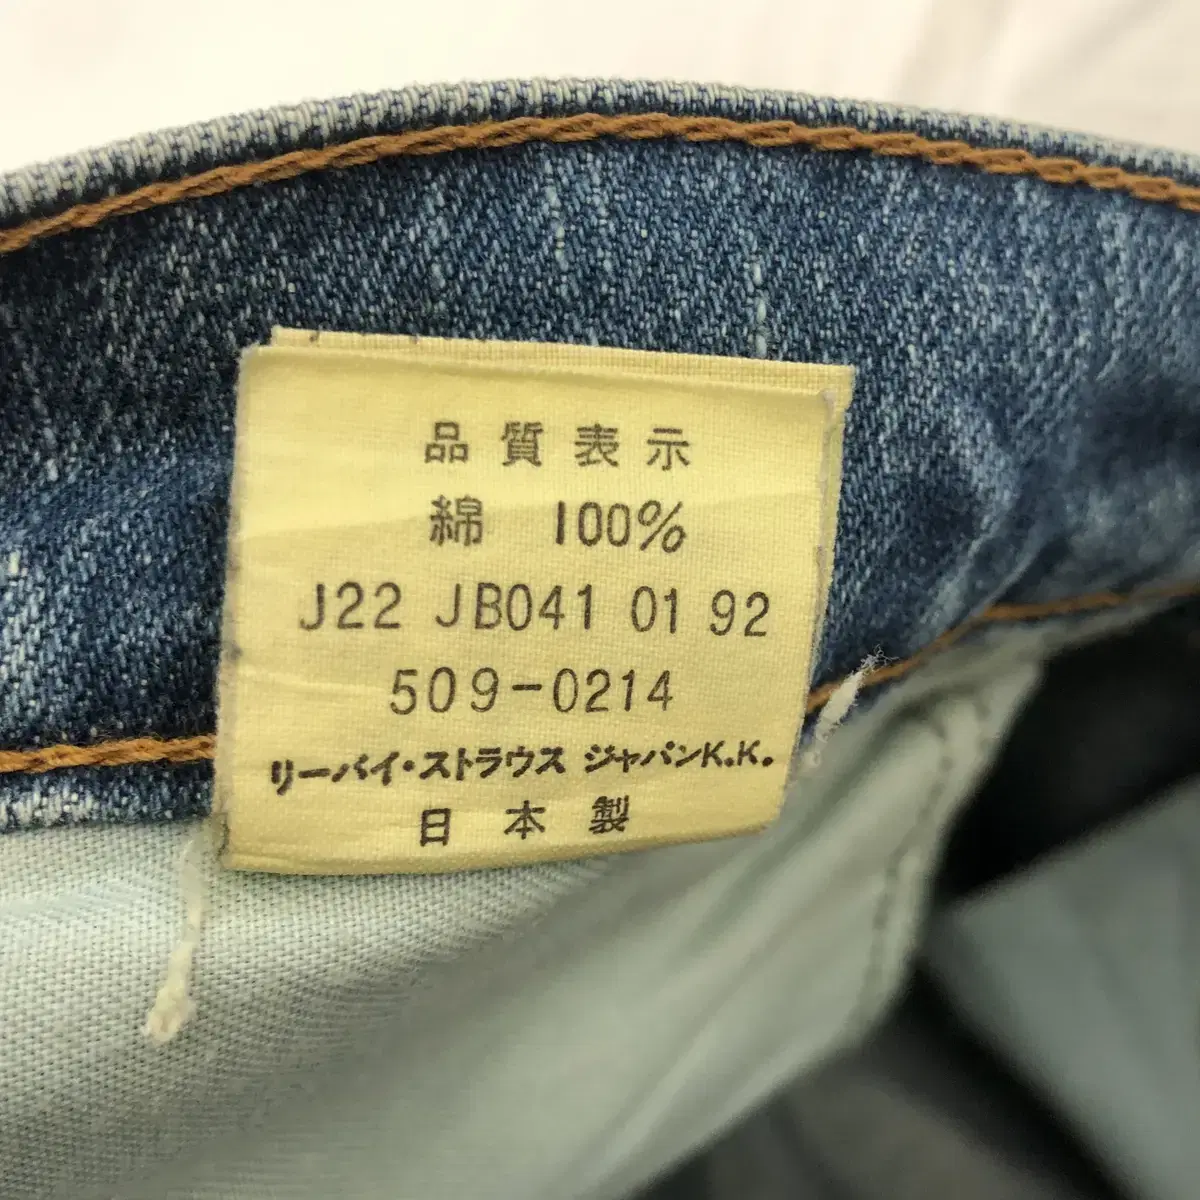 品質表示
綿 100%
J22 JB041 01 92
509-0214
リーバイ・ストラウス ジャパンK.K.
日本製